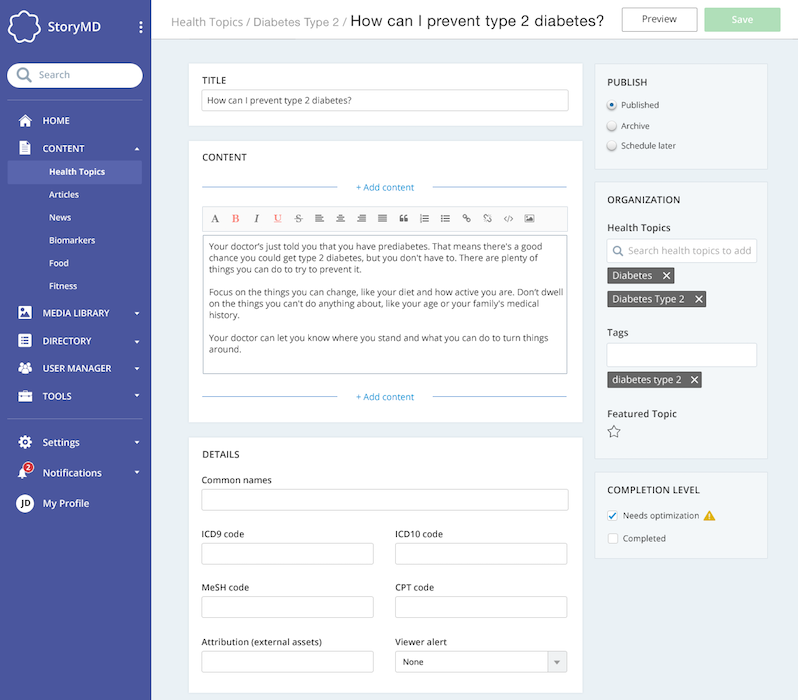 StoryMD
Search
HOME
CONTENT
Health Topics
Articles
News
Biomarkers
Food
Fitness
MEDIA LIBRARY
DIRECTORY
USER MANAGER
TOOLS
Settings
2
Notifications
JD
My Profile
Health Topics / Diabetes Type 2 / How can I prevent type 2 diabetes?
Preview
Save
TITLE
How can I prevent type 2 diabetes?
CONTENT
+ Add content
A B I U S
Your doctor's just told you that you have prediabetes. That means there's a good
chance you could get type 2 diabetes, but you don't have to. There are plenty of
things you can do to try to prevent it.
Focus on the things you can change, like your diet and how active you are. Don't dwell
on the things you can't do anything about, like your age or your family's medical
history.
Your doctor can let you know where you stand and what you can do to turn things
around.
+ Add content
DETAILS
Common names
ICD9 code
ICD10 code
MeSH code
CPT code
Attribution (external assets)
Viewer alert
None
PUBLISH
Published
Archive
Schedule later
ORGANIZATION
Health Topics
Search health topics to add
Diabetes
Diabetes Type 2
Tags
diabetes type 2
Featured Topic
COMPLETION LEVEL
Needs optimization
Completed